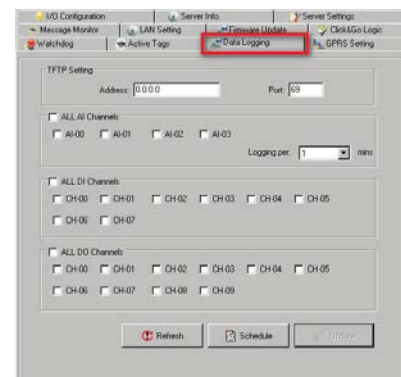 I/O Configuration Server Info. Server Settings
Message Monitor LAN Setting Firmware Update Click&Go Logic
Watchdog Active Tags Data Logging GPRS Setting
TFTP Setting
Address: 0.0.0.0 Port: 69
ALL AI Channels
AI-00 AI-01 AI-02 AI-03
Logging per: 1 mins
ALL DI Channels
CH-00 CH-01 CH-02 CH-03 CH-04 CH-05
CH-06 CH-07
ALL DO Channels
CH-00 CH-01 CH-02 CH-03 CH-04 CH-05
CH-06 CH-07 CH-08 CH-09
Refresh Schedule Update